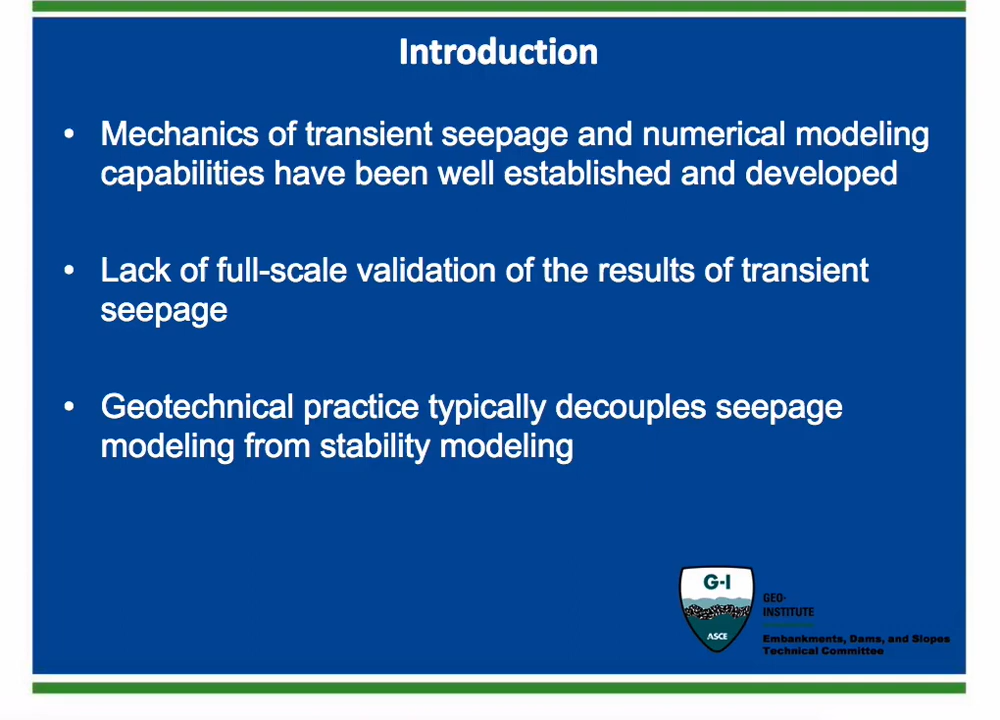 Introduction
• Mechanics of transient seepage and numerical modeling
capabilities have been well established and developed
• Lack of full-scale validation of the results of transient
seepage
• Geotechnical practice typically decouples seepage
modeling from stability modeling
G-I
ASCE
GEO-
INSTITUTE
Embankments, Dams, and Slopes
Technical Committee